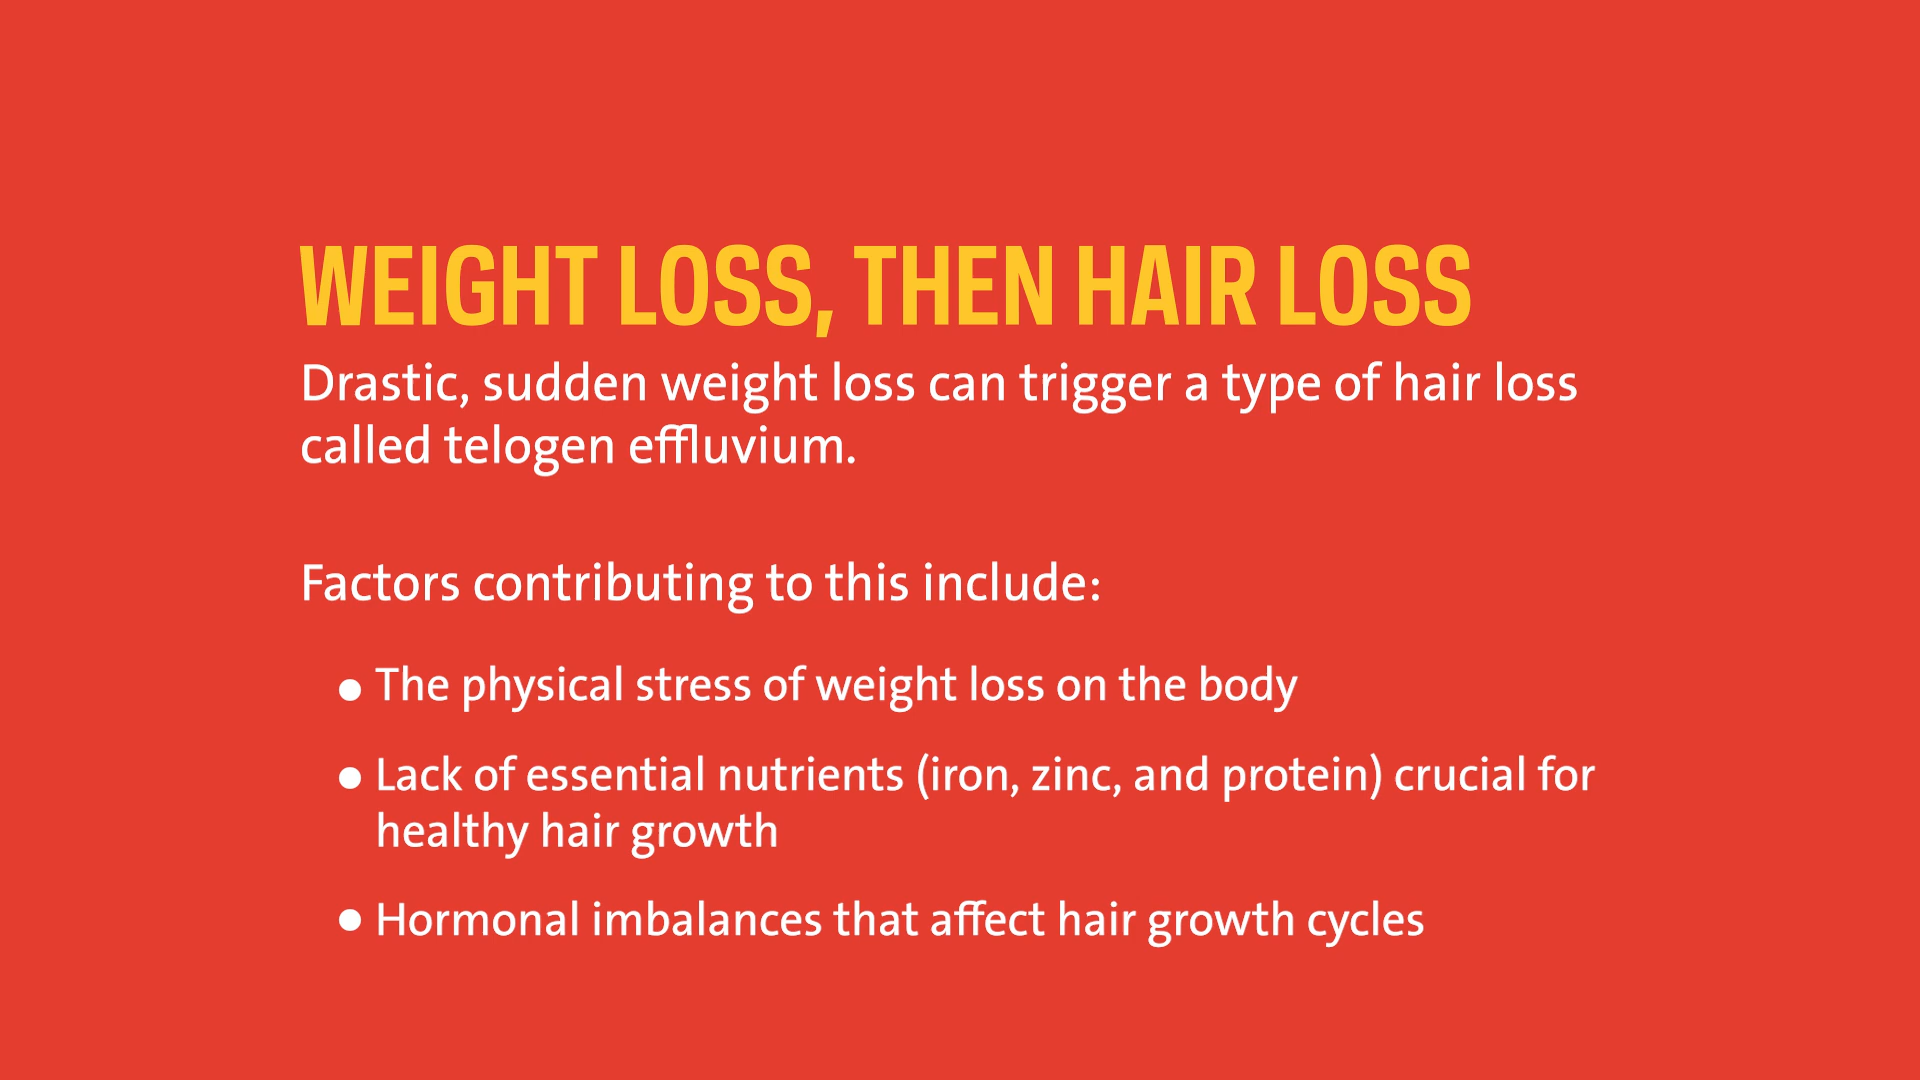 WEIGHT LOSS, THEN HAIR LOSS
Drastic, sudden weight loss can trigger a type of hair loss
called telogen effluvium.
Factors contributing to this include:
● The physical stress of weight loss on the body
● Lack of essential nutrients (iron, zinc, and protein) crucial for
healthy hair growth
● Hormonal imbalances that affect hair growth cycles